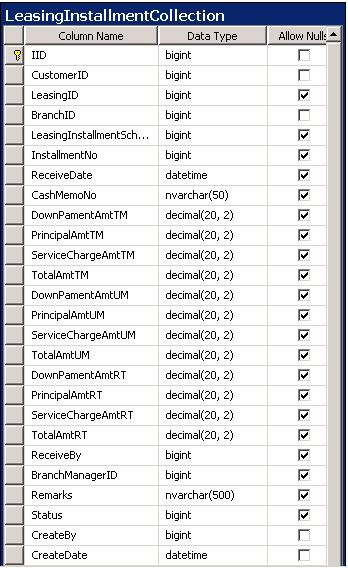 LeasingInstallmentCollection
Column Name Data Type Allow Nulls
IID bigint
CustomerID bigint
LeasingID bigint
BranchID bigint
LeasingInstallmentSch... bigint
InstallmentNo bigint
ReceiveDate datetime
CashMemoNo nvarchar(50)
DownPamentAmtTM decimal(20, 2)
PrincipalAmtTM decimal(20, 2)
ServiceChargeAmtTM decimal(20, 2)
TotalAmtTM decimal(20, 2)
DownPamentAmtUM decimal(20, 2)
PrincipalAmtUM decimal(20, 2)
ServiceChargeAmtUM decimal(20, 2)
TotalAmtUM decimal(20, 2)
DownPamentAmtRT decimal(20, 2)
PrincipalAmtRT decimal(20, 2)
ServiceChargeAmtRT decimal(20, 2)
TotalAmtRT decimal(20, 2)
ReceiveBy bigint
BranchManagerID bigint
Remarks nvarchar(500)
Status bigint
CreateBy bigint
CreateDate datetime